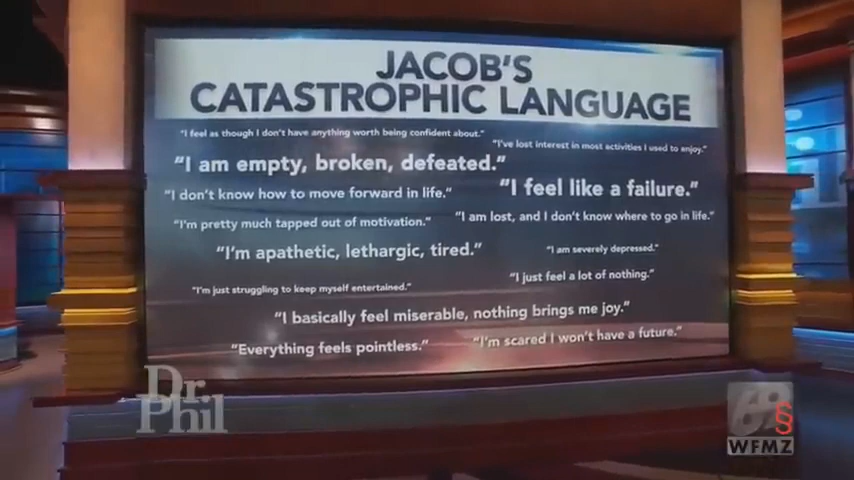 JACOB'S
CATASTROPHIC LANGUAGE
"I feel as though I don't have anything worth being confident about."
"I've lost interest in most activities I used to enjoy."
"I am empty, broken, defeated."
"I feel like a failure."
"I don't know how to move forward in life."
"I'm pretty much tapped out of motivation."
"I am lost, and I don't know where to go in life."
"I'm apathetic, lethargic, tired."
"I am severely depressed."
"I just feel a lot of nothing."
"I'm just struggling to keep myself entertained."
"I basically feel miserable, nothing brings me joy."
"Everything feels pointless."
"I'm scared I won't have a future."
Dr.
Phil
69
§
WFMZ